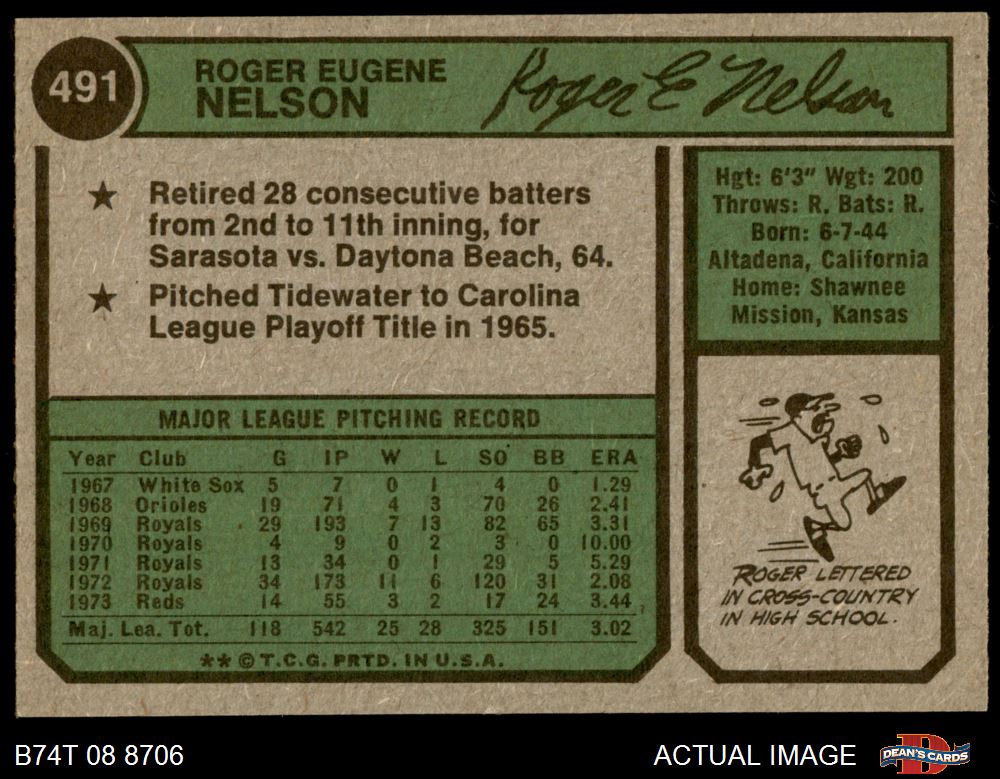 491
ROGER EUGENE
NELSON
Roger E Nelson
★ Retired 28 consecutive batters
from 2nd to 11th inning, for
Sarasota vs. Daytona Beach, 64.
★ Pitched Tidewater to Carolina
League Playoff Title in 1965.
Hgt: 6'3" Wgt: 200
Throws: R. Bats: R.
Born: 6-7-44
Altadena, California
Home: Shawnee
Mission, Kansas
MAJOR LEAGUE PITCHING RECORD
Year Club G IP W L SO BB ERA
1967 White Sox 5 7 0 1 4 0 1.29
1968 Orioles 19 71 4 3 70 26 2.41
1969 Royals 29 193 7 13 82 65 3.31
1970 Royals 4 9 0 2 3 0 10.00
1971 Royals 13 34 0 1 29 5 5.29
1972 Royals 34 173 11 6 120 31 2.08
1973 Reds 14 55 3 2 17 24 3.44
Maj. Lea. Tot. 118 542 25 28 325 151 3.02
** © T.C.G. PRTD. IN U.S.A.
ROGER LETTERED
IN CROSS-COUNTRY
IN HIGH SCHOOL.
B74T 08 8706
ACTUAL IMAGE
DEAN'S CARDS